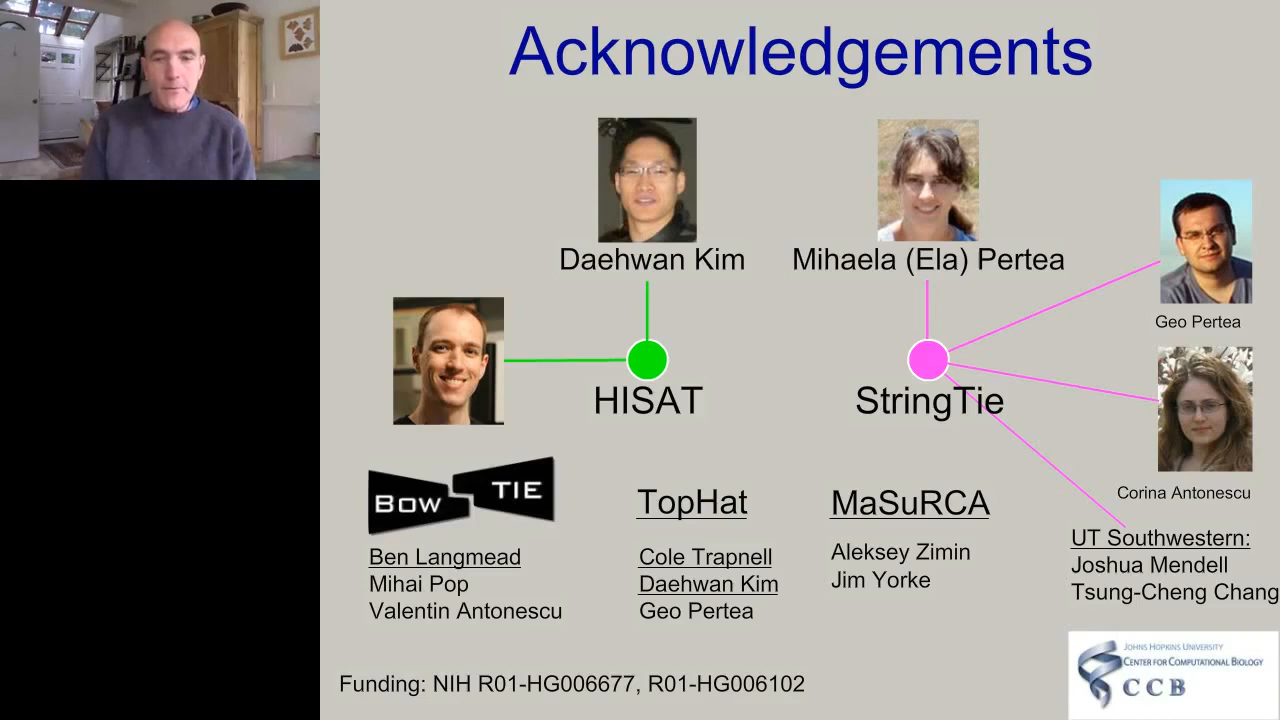 Acknowledgements
Daehwan Kim
Mihaela (Ela) Pertea
Geo Pertea
HISAT
StringTie
Corina Antonescu
BOW TIE
TopHat
MaSuRCA
Ben Langmead
Mihai Pop
Valentin Antonescu
Cole Trapnell
Daehwan Kim
Geo Pertea
Aleksey Zimin
Jim Yorke
UT Southwestern:
Joshua Mendell
Tsung-Cheng Chang
Funding: NIH R01-HG006677, R01-HG006102
JOHNS HOPKINS UNIVERSITY
CENTER FOR COMPUTATIONAL BIOLOGY
CCB